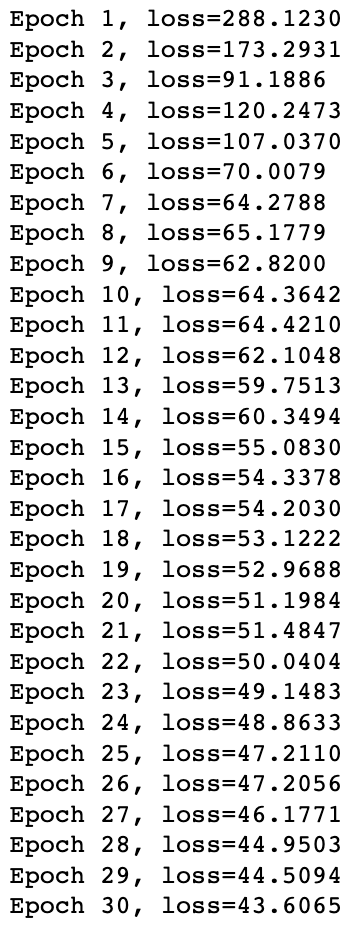 Epoch 1, loss=288.1230
Epoch 2, loss=173.2931
Epoch 3, loss=91.1886
Epoch 4, loss=120.2473
Epoch 5, loss=107.0370
Epoch 6, loss=70.0079
Epoch 7, loss=64.2788
Epoch 8, loss=65.1779
Epoch 9, loss=62.8200
Epoch 10, loss=64.3642
Epoch 11, loss=64.4210
Epoch 12, loss=62.1048
Epoch 13, loss=59.7513
Epoch 14, loss=60.3494
Epoch 15, loss=55.0830
Epoch 16, loss=54.3378
Epoch 17, loss=54.2030
Epoch 18, loss=53.1222
Epoch 19, loss=52.9688
Epoch 20, loss=51.1984
Epoch 21, loss=51.4847
Epoch 22, loss=50.0404
Epoch 23, loss=49.1483
Epoch 24, loss=48.8633
Epoch 25, loss=47.2110
Epoch 26, loss=47.2056
Epoch 27, loss=46.1771
Epoch 28, loss=44.9503
Epoch 29, loss=44.5094
Epoch 30, loss=43.6065